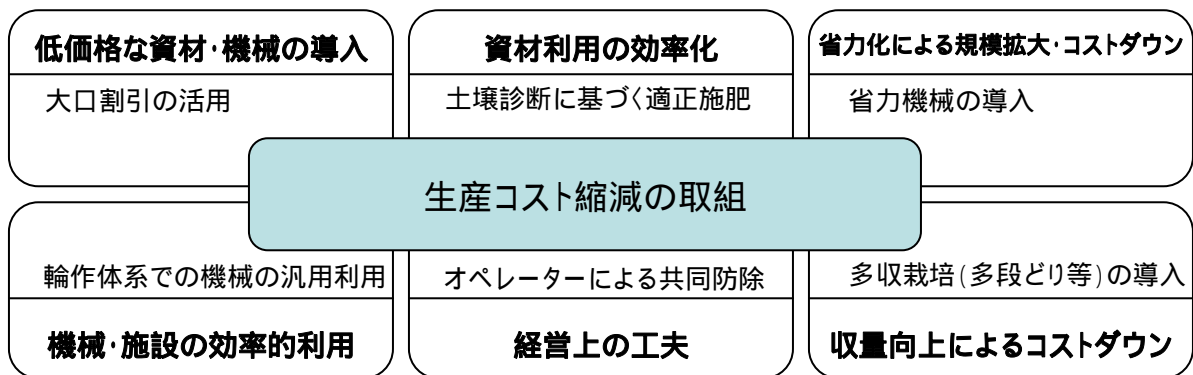 低価格な資材・機械の導入
大口割引の活用
資材利用の効率化
土壌診断に基づく適正施肥
省力化による規模拡大・コストダウン
省力機械の導入
生産コスト縮減の取組
輪作体系での機械の汎用利用
機械・施設の効率的利用
オペレーターによる共同防除
経営上の工夫
多収栽培(多段どり等)の導入
収量向上によるコストダウン